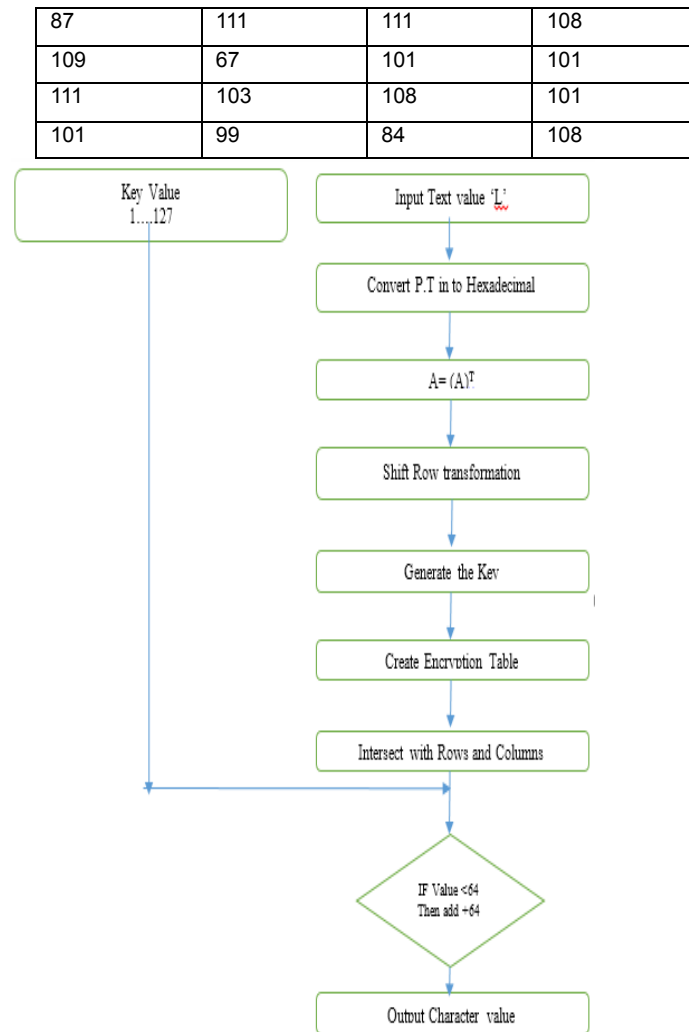 87 111 111 108
109 67 101 101
111 103 108 101
101 99 84 108
Key Value
1....127
Input Text value ‘L’
Convert P.T in to Hexadecimal
A= (A)ᵀ
Shift Row transformation
Generate the Key
Create Encryption Table
Intersect with Rows and Columns
IF Value <64
Then add +64
Output Character value